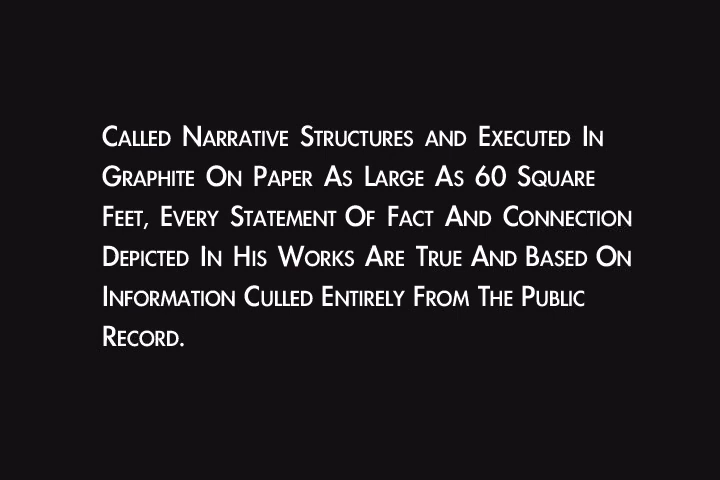 Called Narrative Structures and Executed In
Graphite On Paper As Large As 60 Square
Feet, Every Statement Of Fact And Connection
Depicted In His Works Are True And Based On
Information Culled Entirely From The Public
Record.